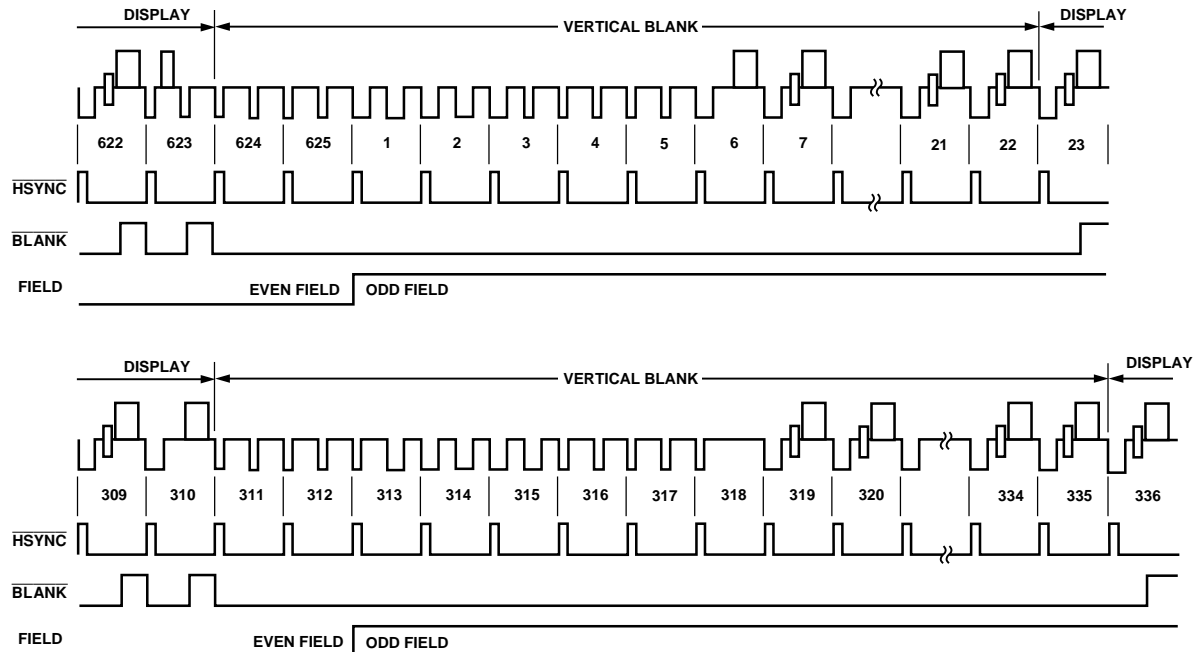 DISPLAY VERTICAL BLANK DISPLAY
622 623 624 625 1 2 3 4 5 6 7 21 22 23
HSYNC
BLANK
FIELD EVEN FIELD ODD FIELD
DISPLAY VERTICAL BLANK DISPLAY
309 310 311 312 313 314 315 316 317 318 319 320 334 335 336
HSYNC
BLANK
FIELD EVEN FIELD ODD FIELD